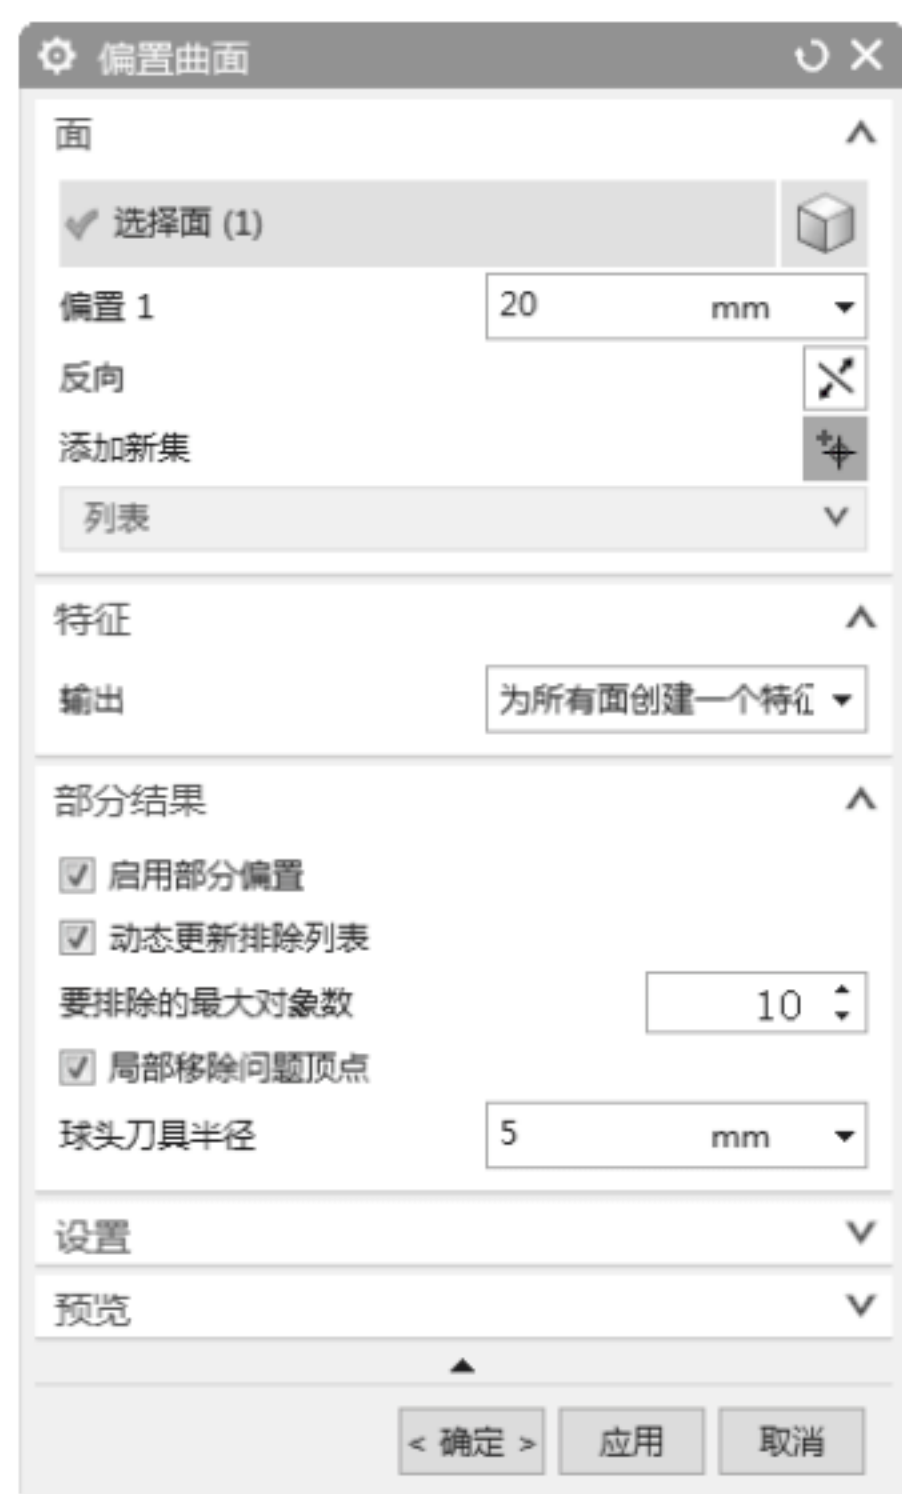 偏置曲面
面
选择面 (1)
偏置 1 20 mm
反向
添加新集
列表
特征
输出 为所有面创建一个特征
部分结果
启用部分偏置
动态更新排除列表
要排除的最大对象数 10
局部移除问题顶点
球头刀具半径 5 mm
设置
预览
< 确定 > 应用 取消